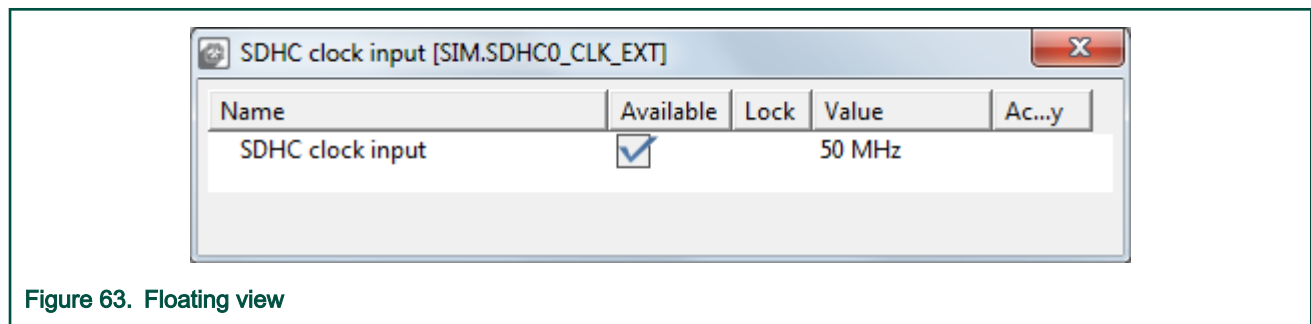 SDHC clock input [SIM.SDHC0_CLK_EXT]
Name Available Lock Value Ac...y
SDHC clock input 50 MHz
Figure 63. Floating view